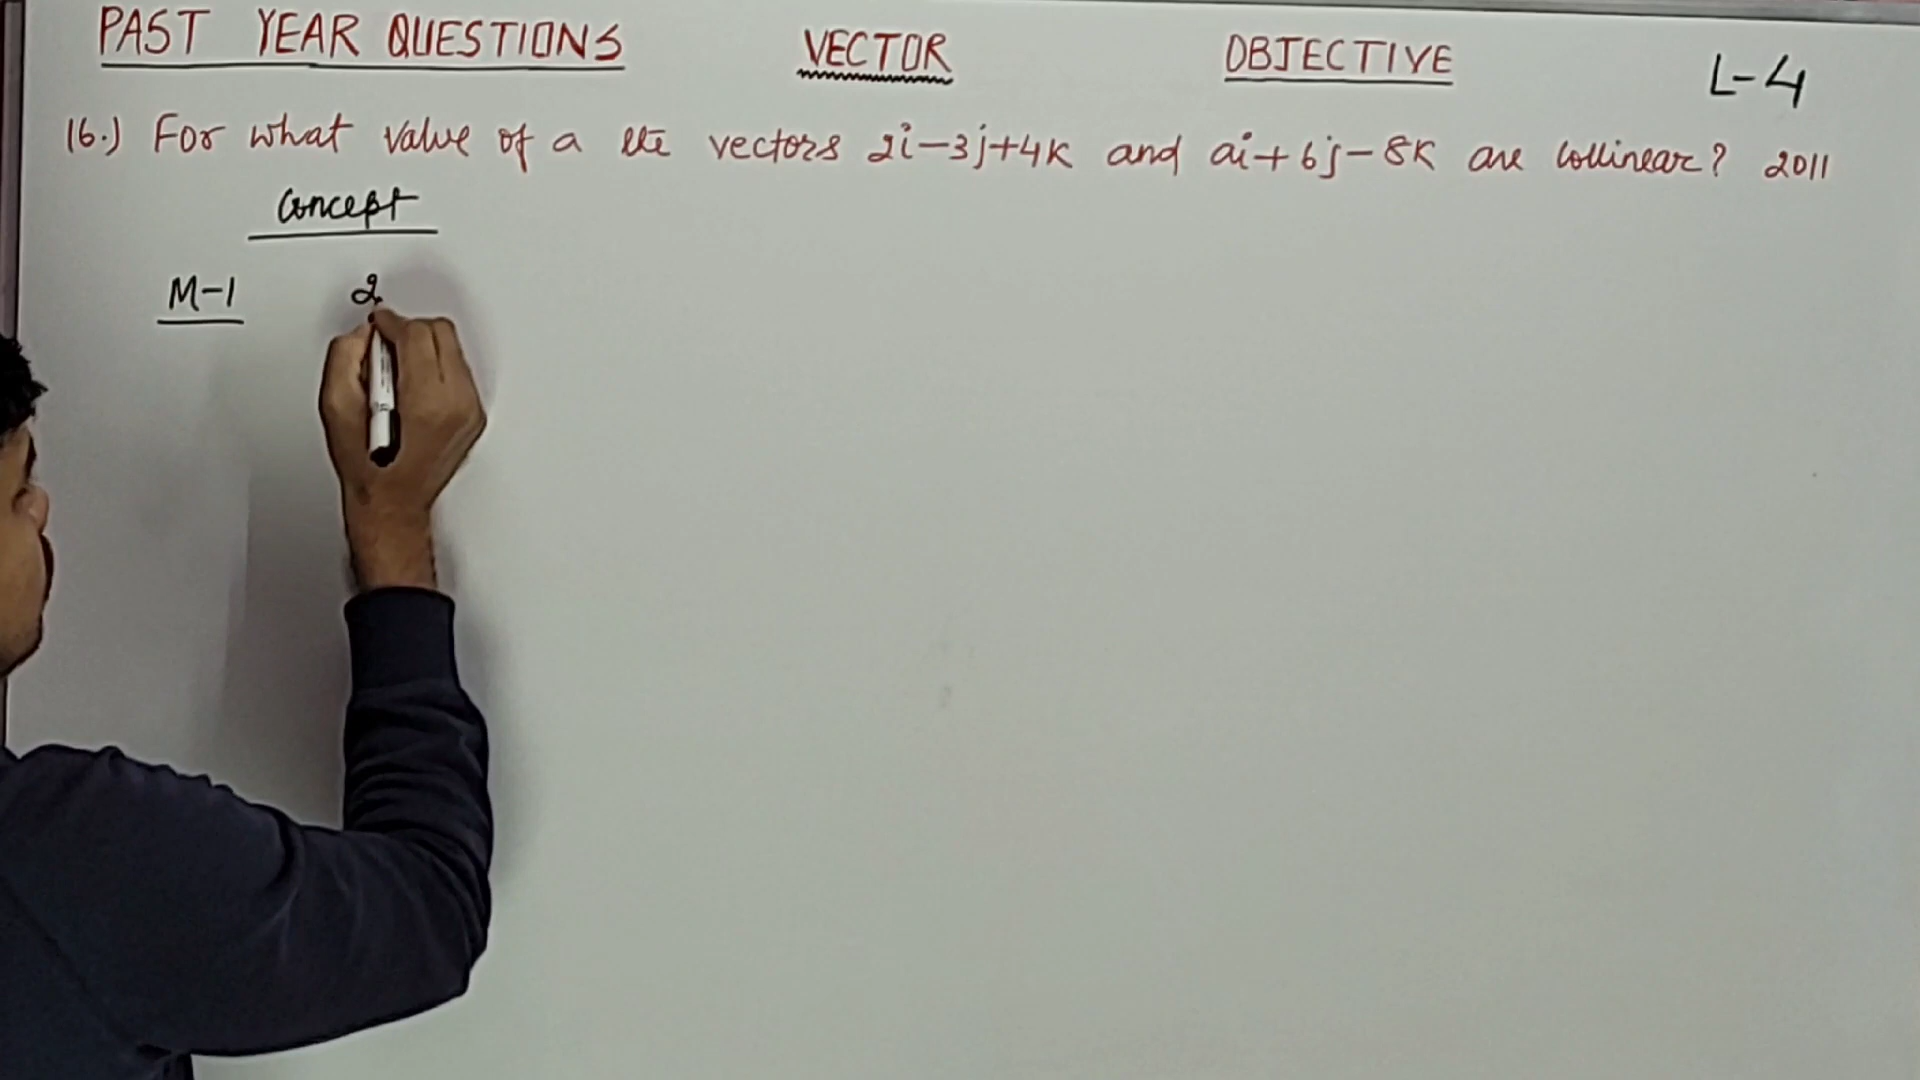 PAST YEAR QUESTIONS VECTOR OBJECTIVE L-4
16.) For what value of a the vectors 2i-3j+4k and ai+6j-8k are collinear? 2011
Concept
M-1 2